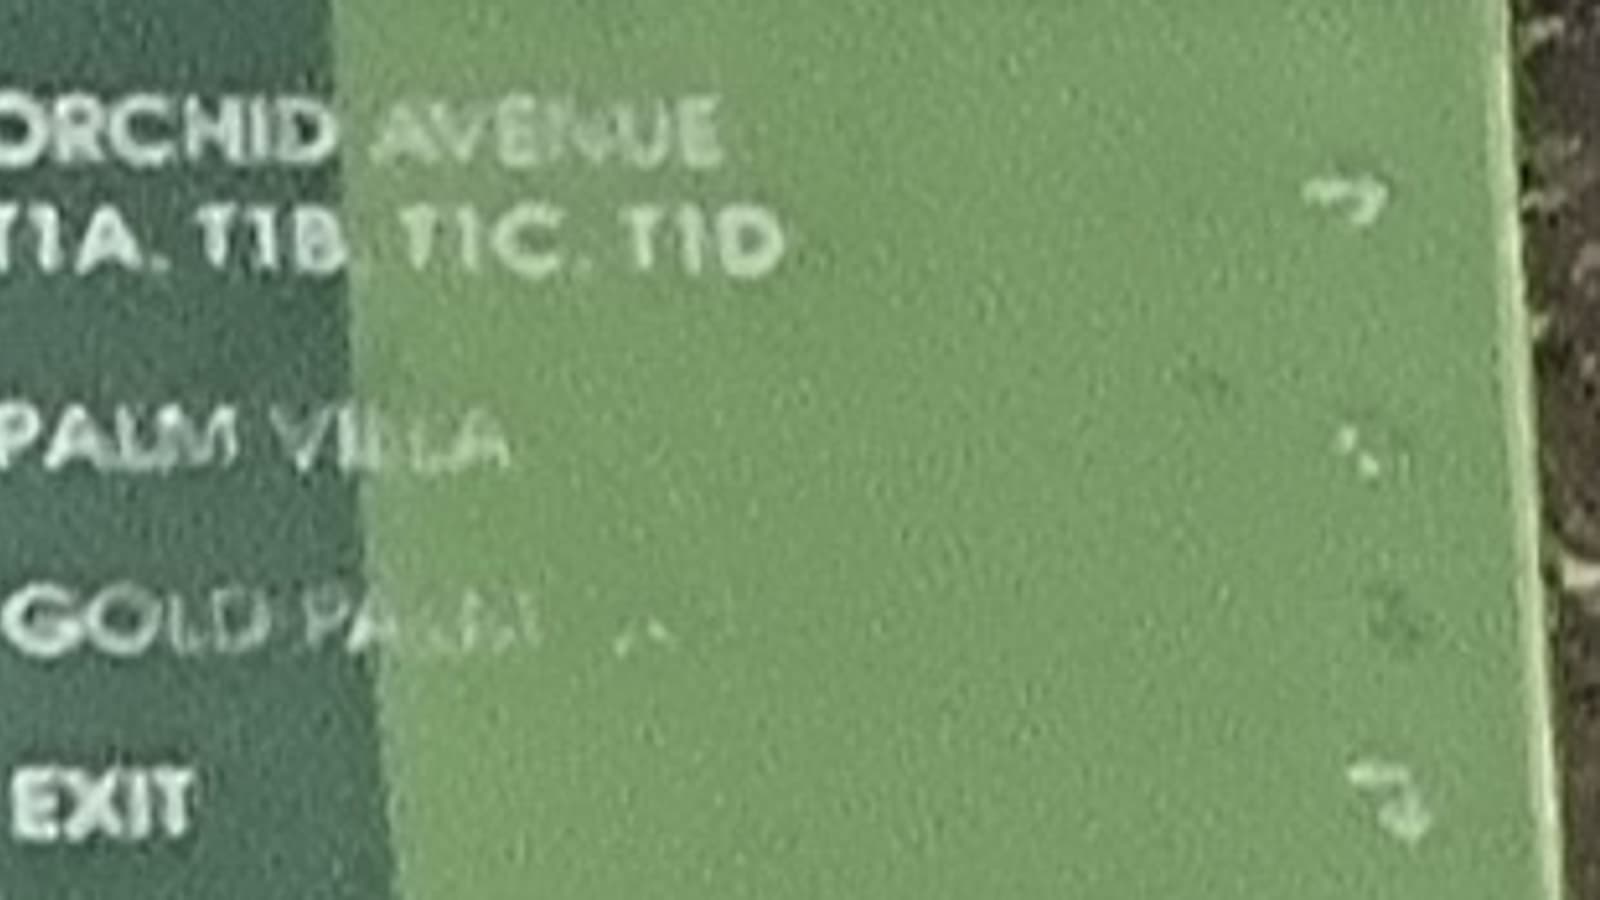 ORCHID AVENUE
T1A. T1B T1C. T1D
PALM VILLA
GOLD PALM
EXIT